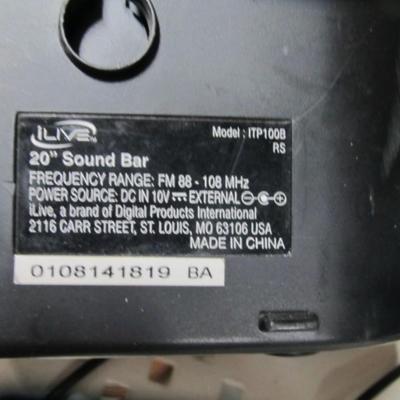 iLIVE
Model : ITP100B
RS
20" Sound Bar
FREQUENCY RANGE: FM 88 - 108 MHz
POWER SOURCE: DC IN 10V ⎓ EXTERNAL
iLive, a brand of Digital Products International
2116 CARR STREET, ST. LOUIS, MO 63106 USA
MADE IN CHINA
0108141819 BA